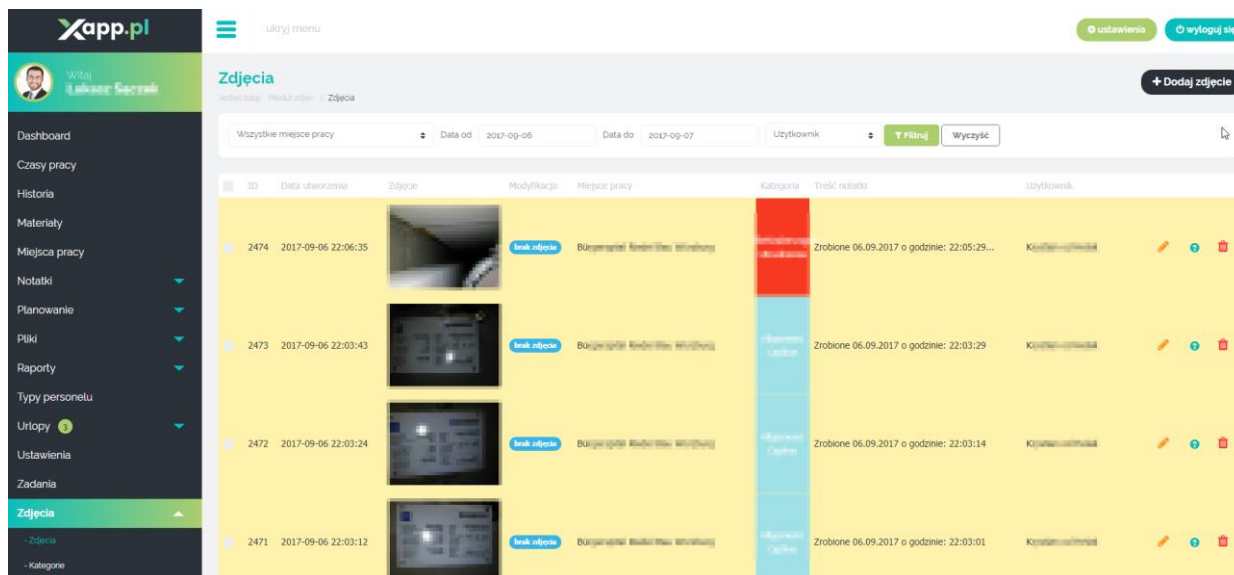 Xapp.pl
ukryj menu
ustawienia
wyloguj się
Witaj
Zdjęcia
Jesteś tutaj: Moduł zdjęć / Zdjęcia
+ Dodaj zdjęcie
Dashboard
Czasy pracy
Historia
Materiały
Miejsca pracy
Notatki
Planowanie
Pliki
Raporty
Typy personelu
Urlopy 3
Ustawienia
Zadania
Zdjęcia
- Zdjęcia
- Kategorie
Wszystkie miejsce pracy Data od 2017-09-06 Data do 2017-09-07 Użytkownik Filtruj Wyczyść
ID Data utworzenia Zdjęcie Modyfikacja Miejsce pracy Kategoria Treść notatki Użytkownik
2474 2017-09-06 22:06:35 brak zdjęcia Zrobione 06.09.2017 o godzinie: 22:05:29...
2473 2017-09-06 22:03:43 brak zdjęcia Zrobione 06.09.2017 o godzinie: 22:03:29
2472 2017-09-06 22:03:24 brak zdjęcia Zrobione 06.09.2017 o godzinie: 22:03:14
2471 2017-09-06 22:03:12 brak zdjęcia Zrobione 06.09.2017 o godzinie: 22:03:01